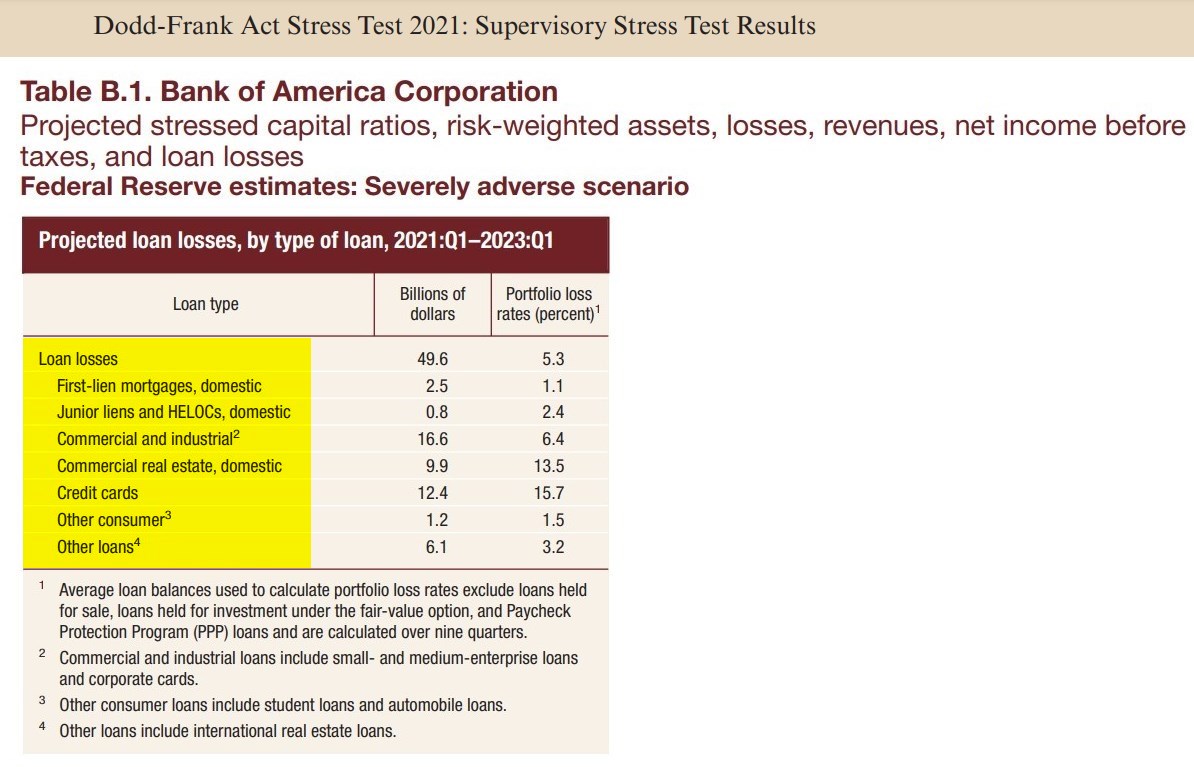 Dodd-Frank Act Stress Test 2021: Supervisory Stress Test Results
Table B.1. Bank of America Corporation
Projected stressed capital ratios, risk-weighted assets, losses, revenues, net income before
taxes, and loan losses
Federal Reserve estimates: Severely adverse scenario
Projected loan losses, by type of loan, 2021:Q1–2023:Q1
Loan type
Billions of
dollars
Portfolio loss
rates (percent)¹
Loan losses 49.6 5.3
First-lien mortgages, domestic 2.5 1.1
Junior liens and HELOCs, domestic 0.8 2.4
Commercial and industrial² 16.6 6.4
Commercial real estate, domestic 9.9 13.5
Credit cards 12.4 15.7
Other consumer³ 1.2 1.5
Other loans⁴ 6.1 3.2
¹ Average loan balances used to calculate portfolio loss rates exclude loans held
for sale, loans held for investment under the fair-value option, and Paycheck
Protection Program (PPP) loans and are calculated over nine quarters.
² Commercial and industrial loans include small- and medium-enterprise loans
and corporate cards.
³ Other consumer loans include student loans and automobile loans.
⁴ Other loans include international real estate loans.